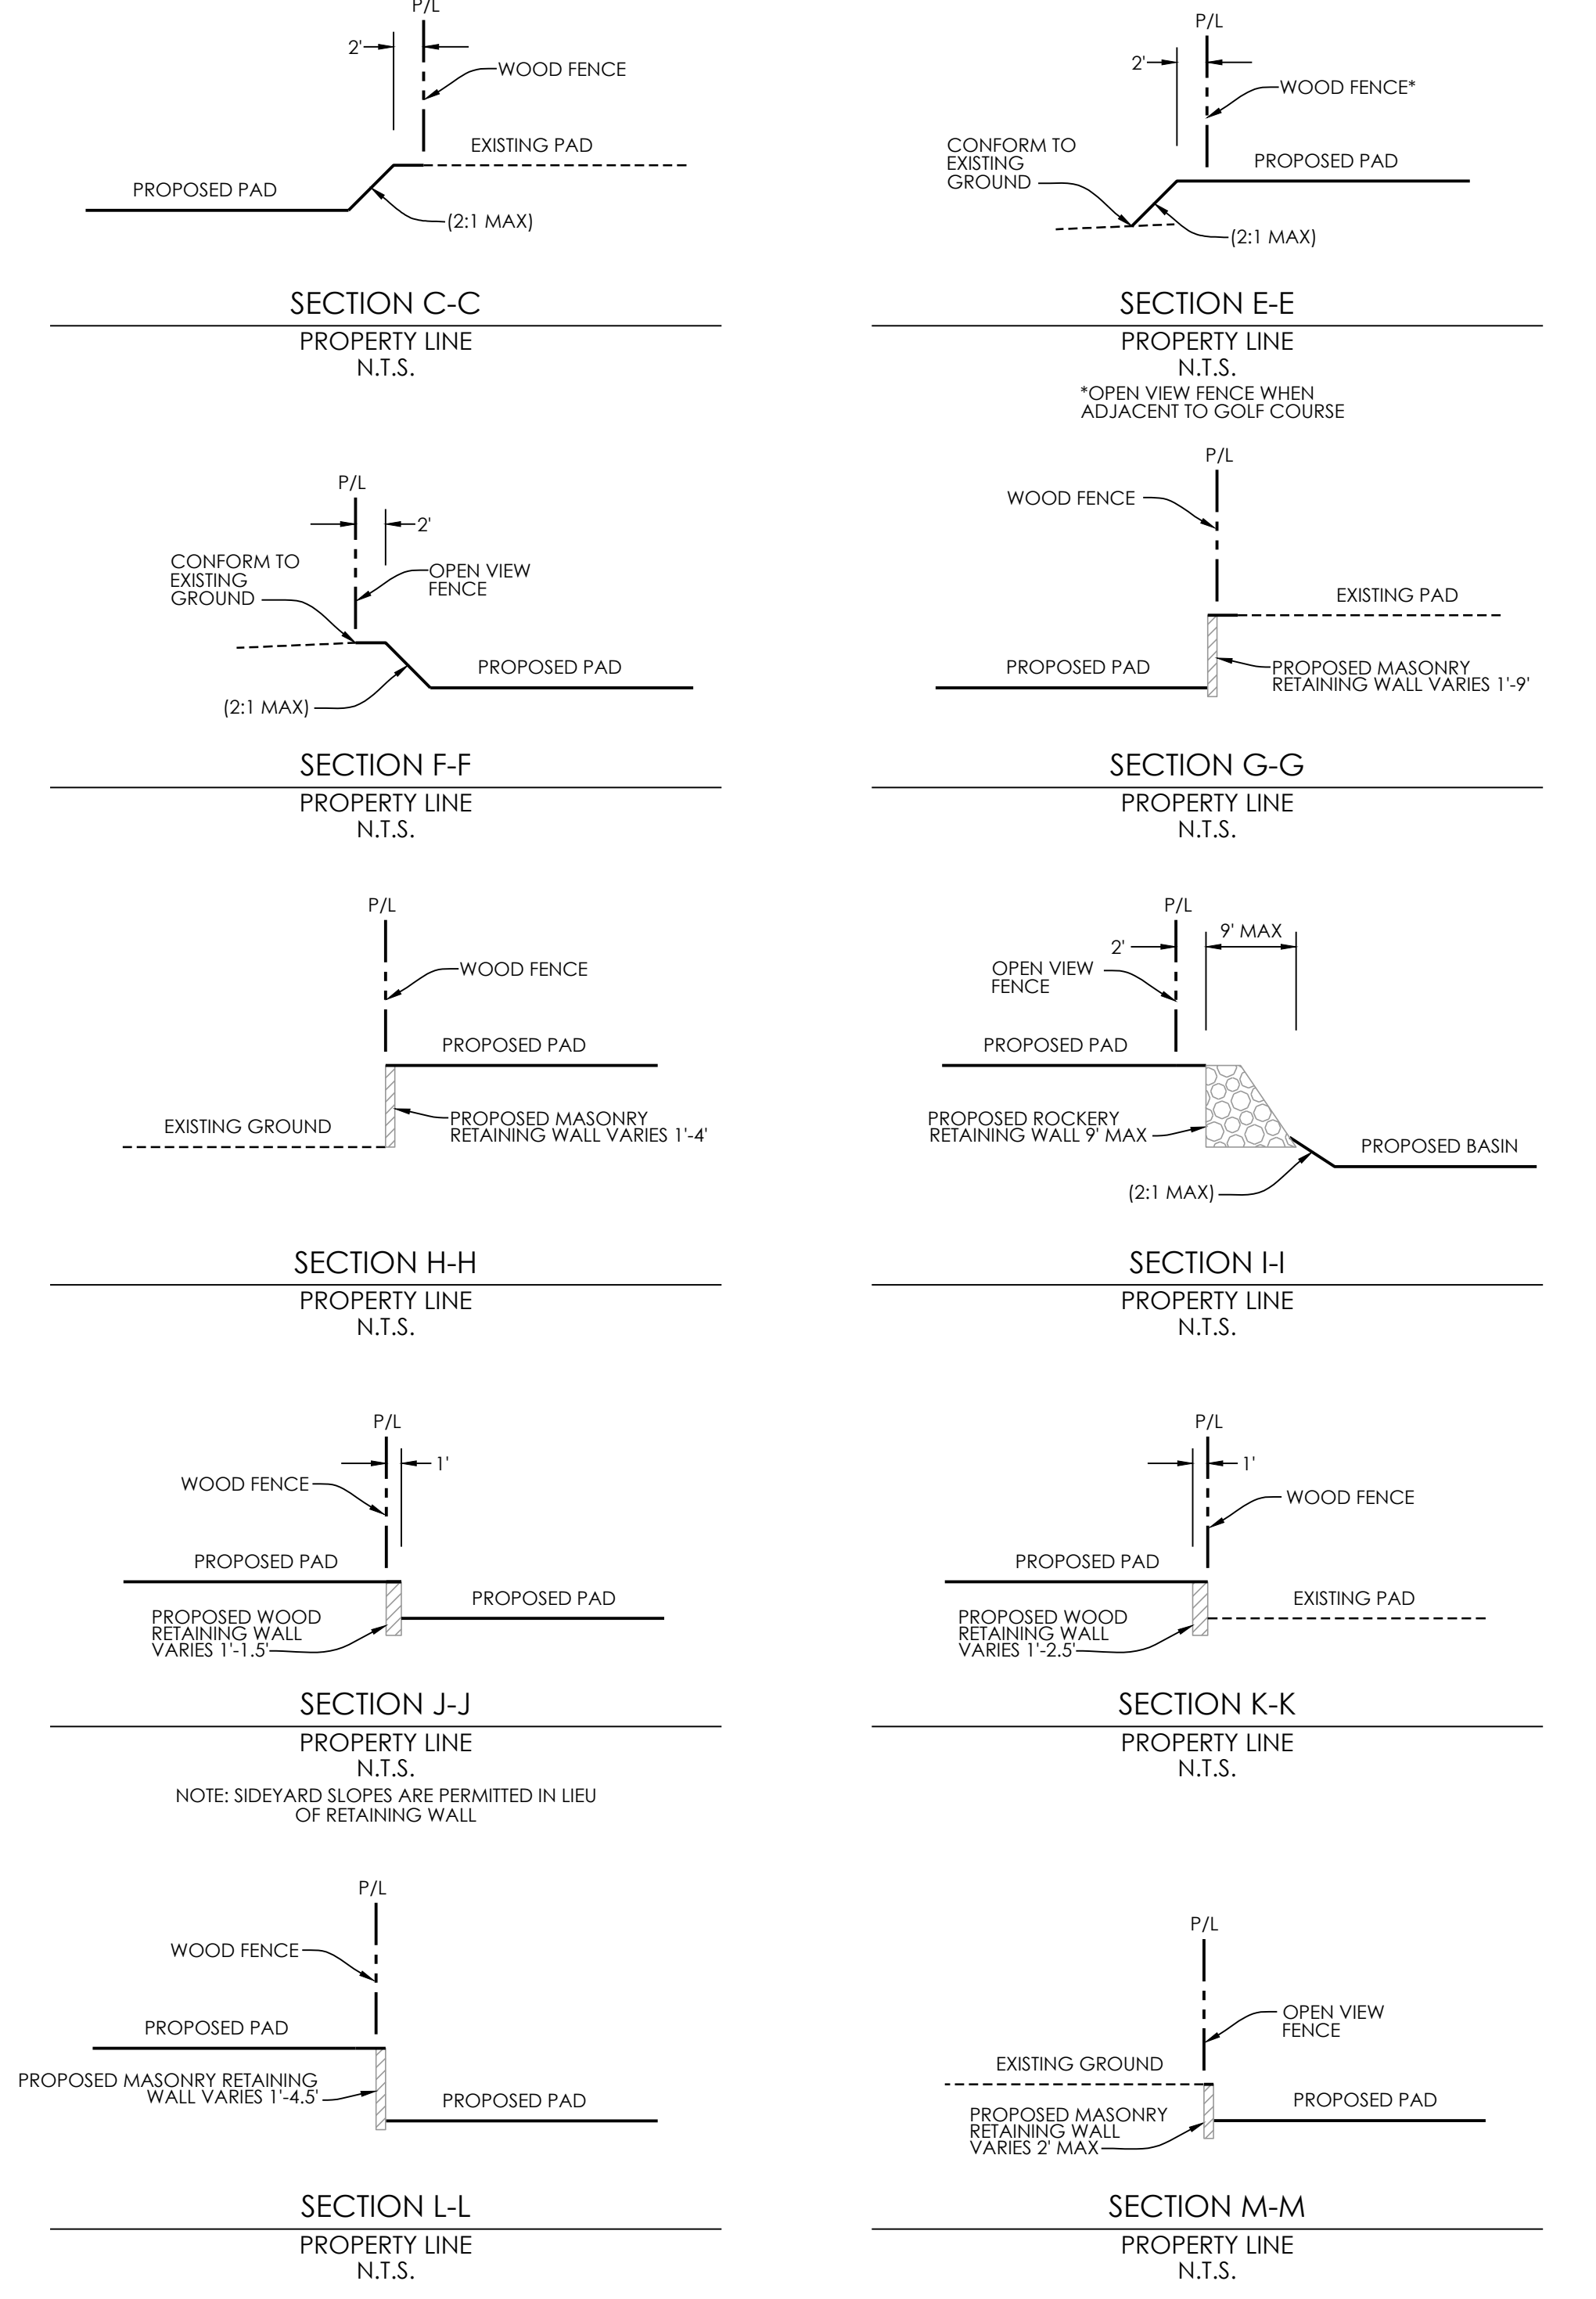 P/L
2'
WOOD FENCE
EXISTING PAD
PROPOSED PAD
(2:1 MAX)
SECTION C-C
PROPERTY LINE
N.T.S.
P/L
2'
WOOD FENCE*
CONFORM TO
EXISTING
GROUND
PROPOSED PAD
(2:1 MAX)
SECTION E-E
PROPERTY LINE
N.T.S.
*OPEN VIEW FENCE WHEN
ADJACENT TO GOLF COURSE
P/L
2'
CONFORM TO
EXISTING
GROUND
OPEN VIEW
FENCE
PROPOSED PAD
(2:1 MAX)
SECTION F-F
PROPERTY LINE
N.T.S.
P/L
WOOD FENCE
EXISTING PAD
PROPOSED PAD
PROPOSED MASONRY
RETAINING WALL VARIES 1'-9'
SECTION G-G
PROPERTY LINE
N.T.S.
P/L
WOOD FENCE
PROPOSED PAD
EXISTING GROUND
PROPOSED MASONRY
RETAINING WALL VARIES 1'-4'
SECTION H-H
PROPERTY LINE
N.T.S.
P/L
9' MAX
2'
OPEN VIEW
FENCE
PROPOSED PAD
PROPOSED ROCKERY
RETAINING WALL 9' MAX
PROPOSED BASIN
(2:1 MAX)
SECTION I-I
PROPERTY LINE
N.T.S.
P/L
1'
WOOD FENCE
PROPOSED PAD
PROPOSED PAD
PROPOSED WOOD
RETAINING WALL
VARIES 1'-1.5'
SECTION J-J
PROPERTY LINE
N.T.S.
NOTE: SIDEYARD SLOPES ARE PERMITTED IN LIEU
OF RETAINING WALL
P/L
1'
WOOD FENCE
PROPOSED PAD
EXISTING PAD
PROPOSED WOOD
RETAINING WALL
VARIES 1'-2.5'
SECTION K-K
PROPERTY LINE
N.T.S.
P/L
WOOD FENCE
PROPOSED PAD
PROPOSED MASONRY RETAINING
WALL VARIES 1'-4.5'
PROPOSED PAD
SECTION L-L
PROPERTY LINE
N.T.S.
P/L
OPEN VIEW
FENCE
EXISTING GROUND
PROPOSED PAD
PROPOSED MASONRY
RETAINING WALL
VARIES 2' MAX
SECTION M-M
PROPERTY LINE
N.T.S.